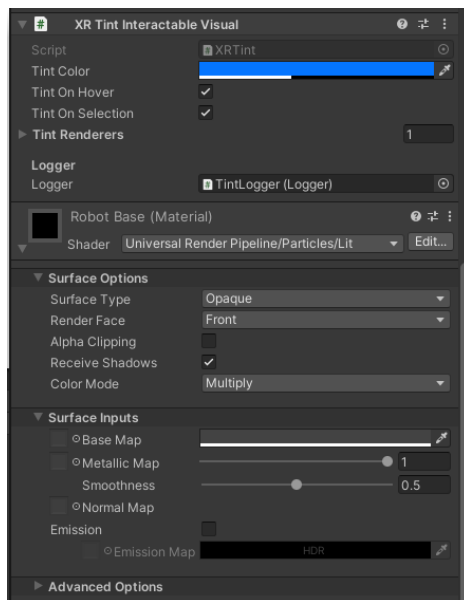 XR Tint Interactable Visual
Script XRTint
Tint Color
Tint On Hover
Tint On Selection
Tint Renderers 1
Logger
Logger TintLogger (Logger)
Robot Base (Material)
Shader Universal Render Pipeline/Particles/Lit Edit...
Surface Options
Surface Type Opaque
Render Face Front
Alpha Clipping
Receive Shadows
Color Mode Multiply
Surface Inputs
Base Map
Metallic Map 1
Smoothness 0.5
Normal Map
Emission
Emission Map HDR
Advanced Options